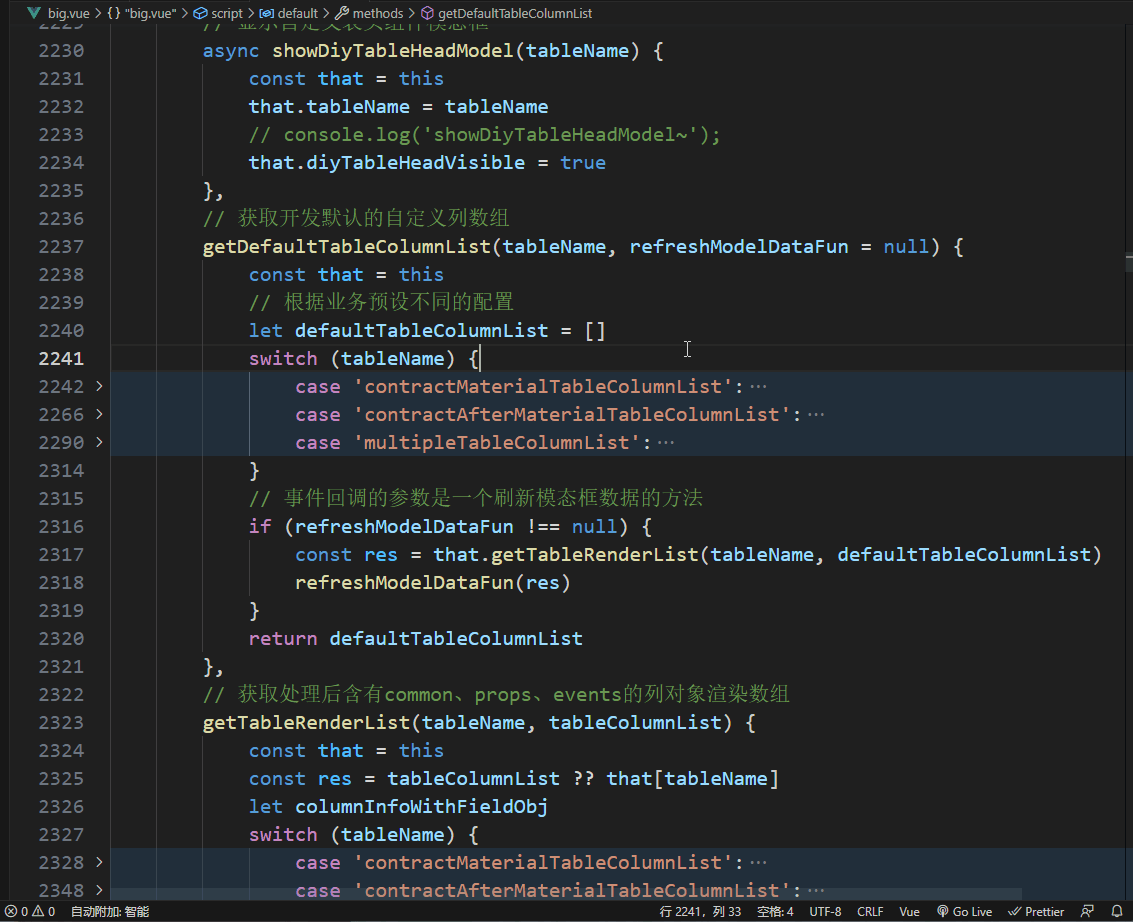 big.vue > {} "big.vue" > script > default > methods > getDefaultTableColumnList
2230 async showDiyTableHeadModel(tableName) {
2231 const that = this
2232 that.tableName = tableName
2233 // console.log('showDiyTableHeadModel~');
2234 that.diyTableHeadVisible = true
2235 },
2236 // 获取开发默认的自定义列数组
2237 getDefaultTableColumnList(tableName, refreshModelDataFun = null) {
2238 const that = this
2239 // 根据业务预设不同的配置
2240 let defaultTableColumnList = []
2241 switch (tableName) {
2242 > case 'contractMaterialTableColumnList': ···
2266 > case 'contractAfterMaterialTableColumnList': ···
2290 > case 'multipleTableColumnList': ···
2314 }
2315 // 事件回调的参数是一个刷新模态框数据的方法
2316 if (refreshModelDataFun !== null) {
2317 const res = that.getTableRenderList(tableName, defaultTableColumnList)
2318 refreshModelDataFun(res)
2319 }
2320 return defaultTableColumnList
2321 },
2322 // 获取处理后含有common、props、events的列对象渲染数组
2323 getTableRenderList(tableName, tableColumnList) {
2324 const that = this
2325 const res = tableColumnList ?? that[tableName]
2326 let columnInfoWithFieldObj
2327 switch (tableName) {
2328 > case 'contractMaterialTableColumnList': ···
2348 > case 'contractAfterMaterialTableColumnList': ···
0 0 自动附加: 智能 行 2241, 列 33 空格: 4 UTF-8 CRLF Vue Go Live Prettier